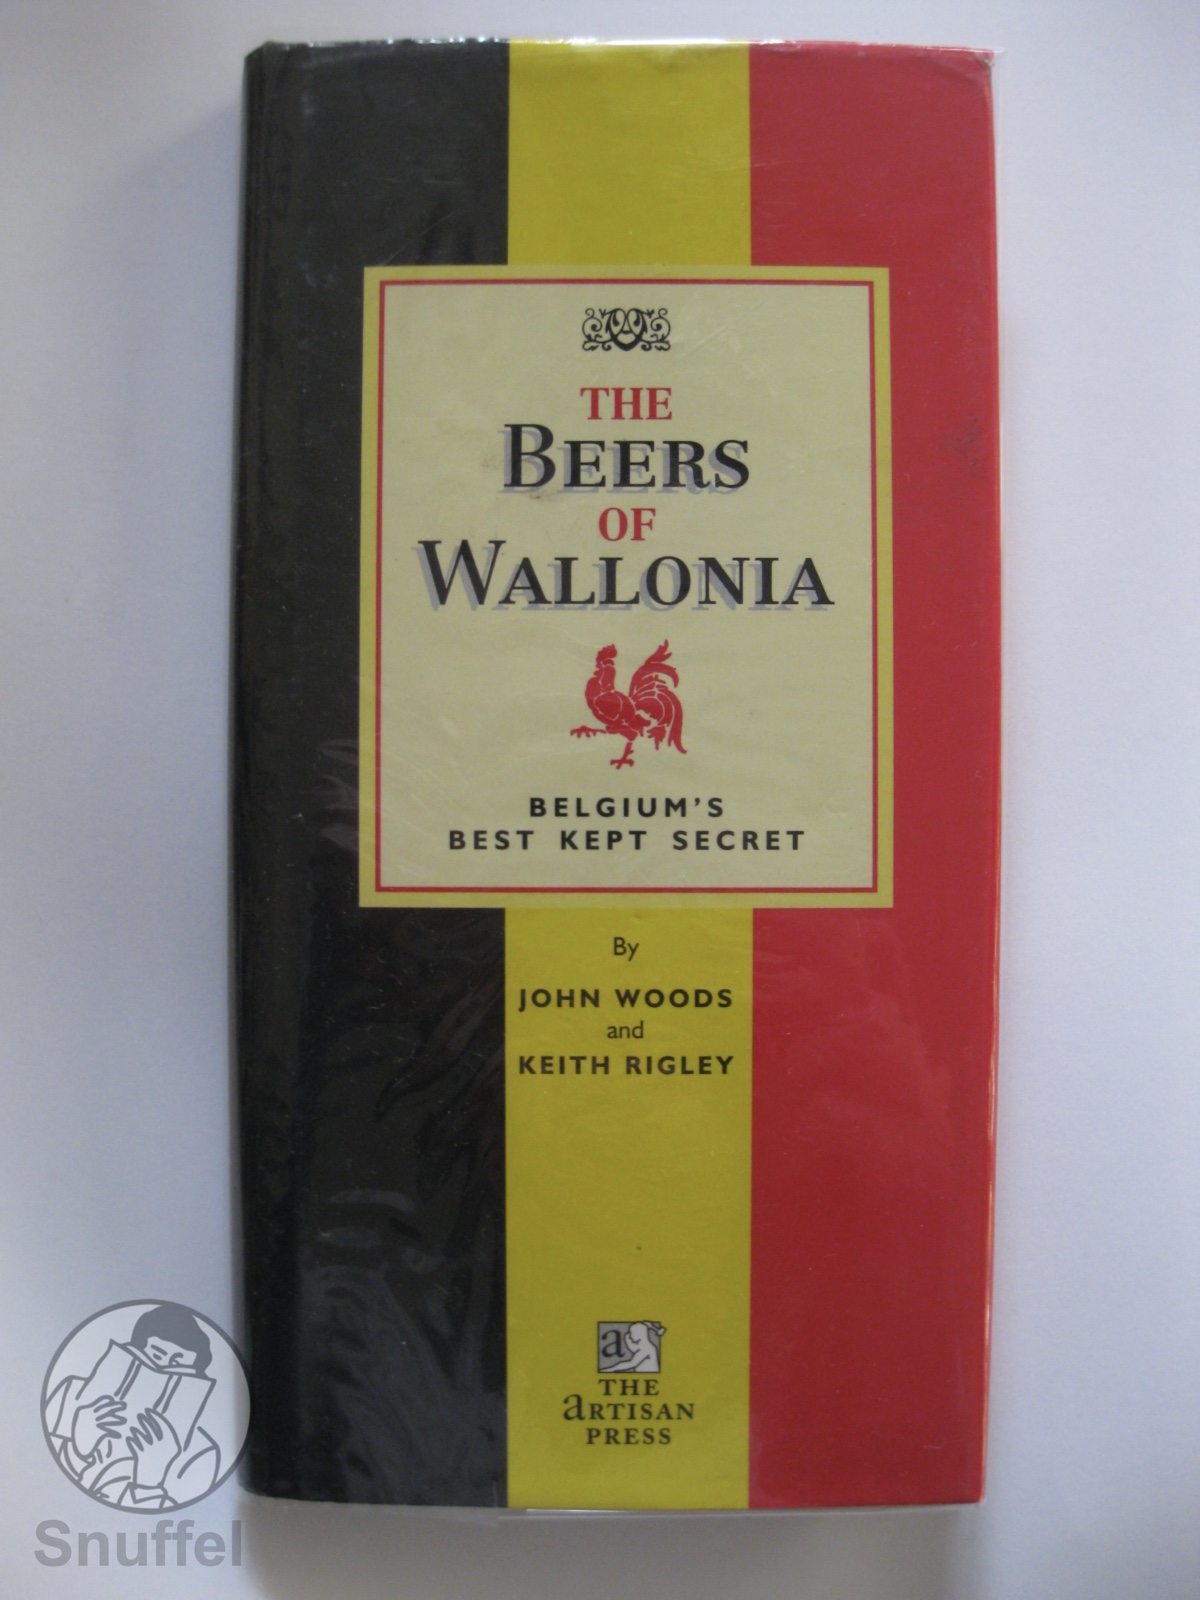 THE
BEERS
OF
WALLONIA
BELGIUM'S
BEST KEPT SECRET
By
JOHN WOODS
and
KEITH RIGLEY
a
THE
aRTISAN
PRESS
Snuffel